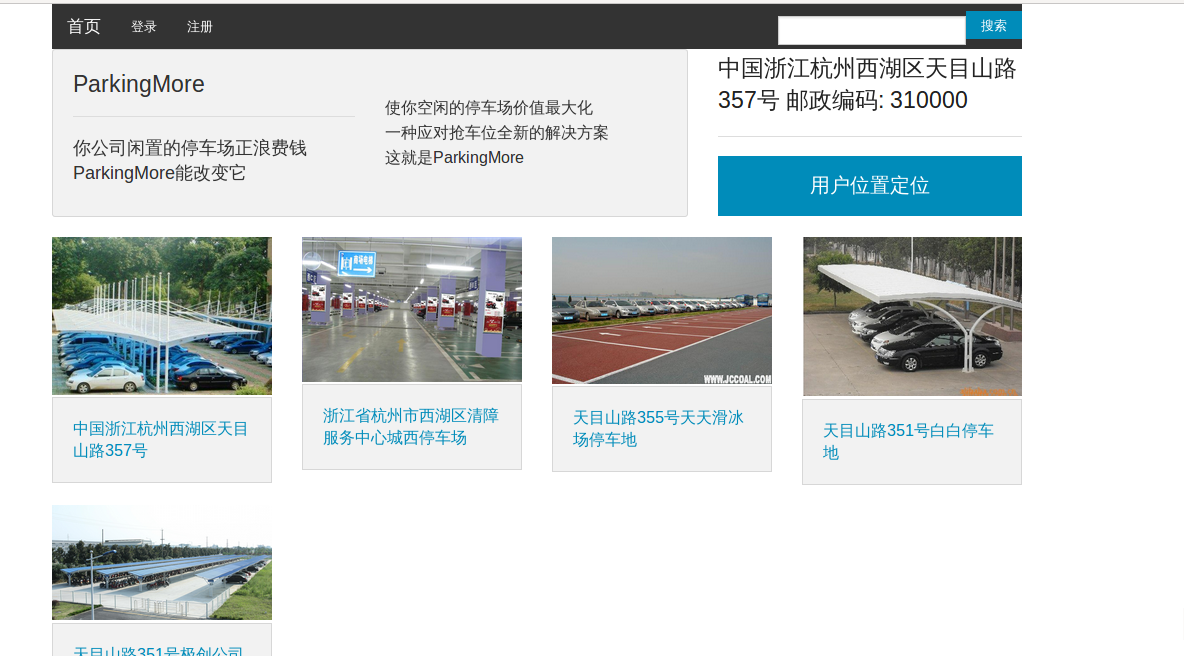 首页 登录 注册 搜索
ParkingMore
你公司闲置的停车场正浪费钱
ParkingMore能改变它
使你空闲的停车场价值最大化
一种应对抢车位全新的解决方案
这就是ParkingMore
中国浙江杭州西湖区天目山路
357号 邮政编码: 310000
用户位置定位
商场电梯
WWW.JCCOAL.COM
中国浙江杭州西湖区天目
山路357号
浙江省杭州市西湖区清障
服务中心城西停车场
天目山路355号天天滑冰
场停车地
天目山路351号白白停车
地
天目山路351号极创公司